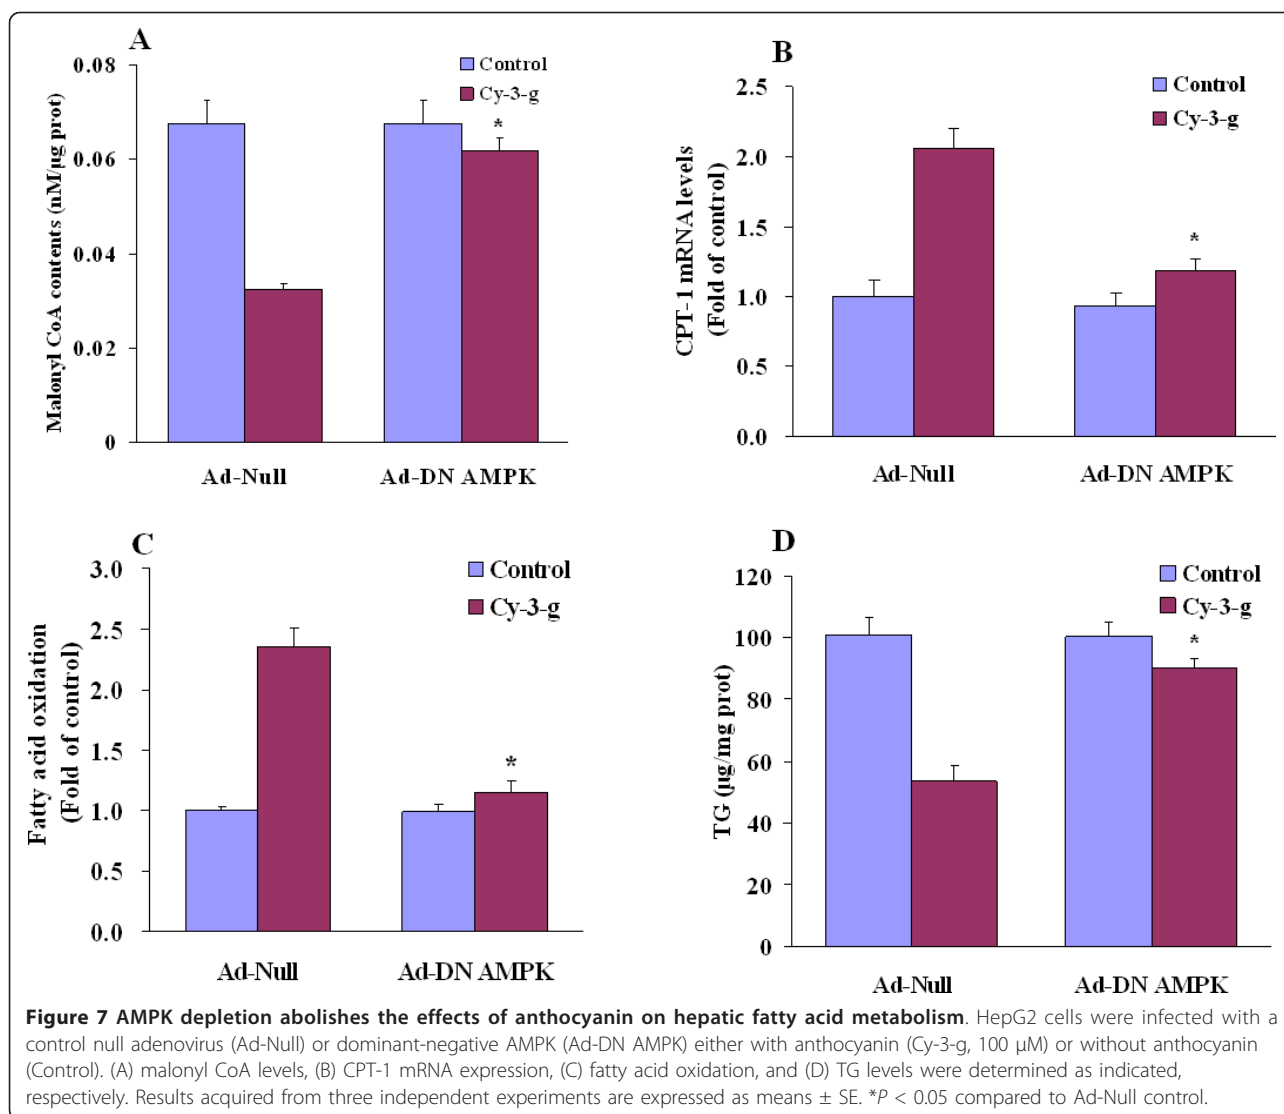 A
Malonyl CoA contents (nM/µg prot)
0.08
0.06
0.04
0.02
0
Control
Cy-3-g
*
Ad-Null
Ad-DN AMPK
B
CPT-1 mRNA levels
(Fold of control)
2.5
2.0
1.5
1.0
0.5
0.0
Control
Cy-3-g
*
Ad-Null
Ad-DN AMPK
C
Fatty acid oxidation
(Fold of control)
3.0
2.5
2.0
1.5
1.0
0.5
0.0
Control
Cy-3-g
*
Ad-Null
Ad-DN AMPK
D
TG (µg/mg prot)
120
100
80
60
40
20
0
Control
Cy-3-g
*
Ad-Null
Ad-DN AMPK
Figure 7 AMPK depletion abolishes the effects of anthocyanin on hepatic fatty acid metabolism. HepG2 cells were infected with a
control null adenovirus (Ad-Null) or dominant-negative AMPK (Ad-DN AMPK) either with anthocyanin (Cy-3-g, 100 µM) or without anthocyanin
(Control). (A) malonyl CoA levels, (B) CPT-1 mRNA expression, (C) fatty acid oxidation, and (D) TG levels were determined as indicated,
respectively. Results acquired from three independent experiments are expressed as means ± SE. *P < 0.05 compared to Ad-Null control.